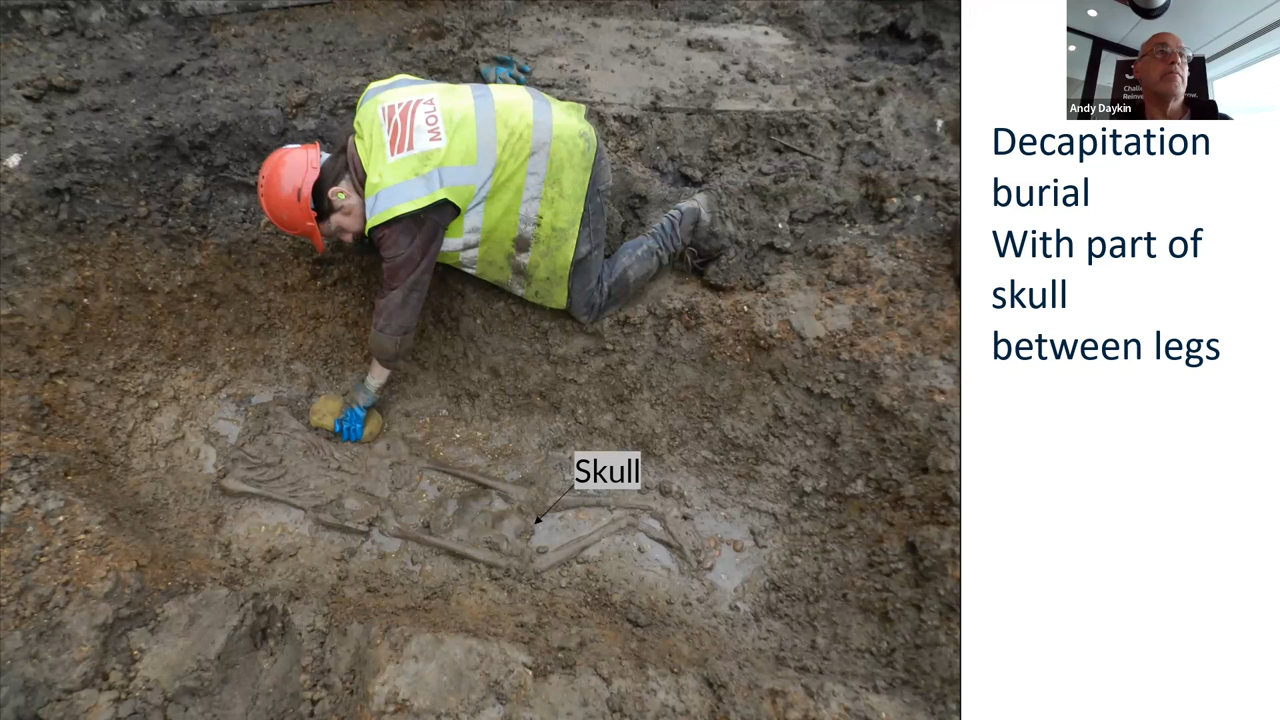 MOLA
Andy Daykin
Decapitation
burial
With part of
skull
between legs
Skull